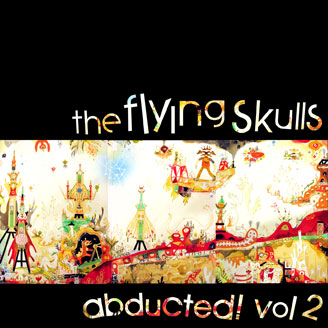 the flying skulls
abducted! vol 2